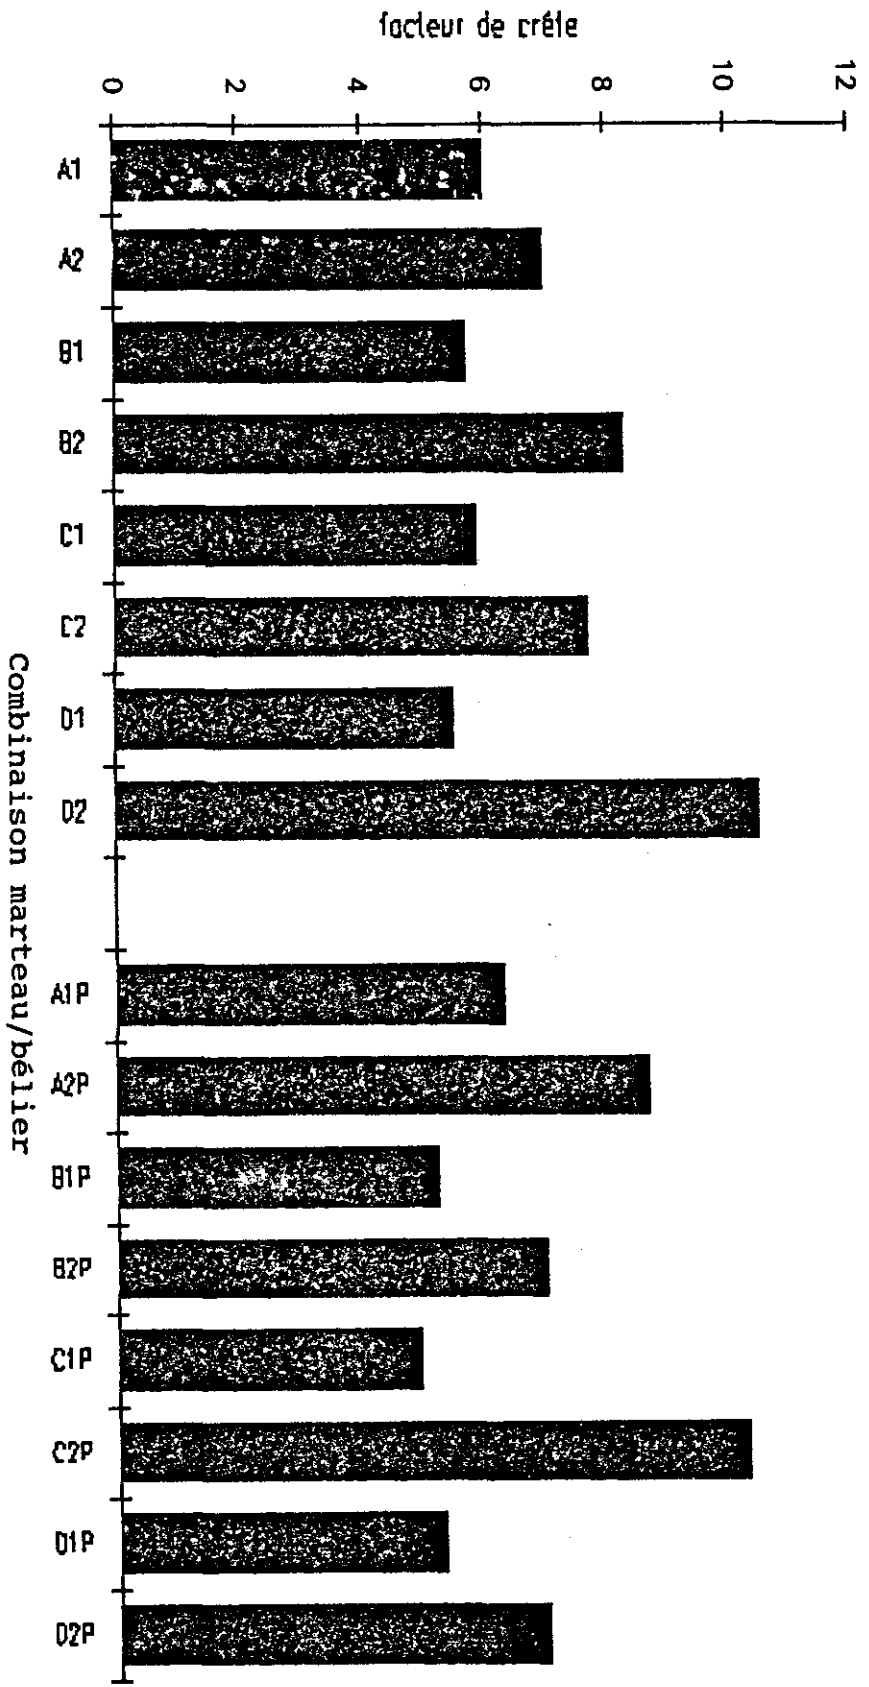 facteur de crête
0 2 4 6 8 10 12
A1
A2
B1
B2
C1
C2
D1
D2
A1P
A2P
B1P
B2P
C1P
C2P
D1P
D2P
Combinaison marteau/bélier